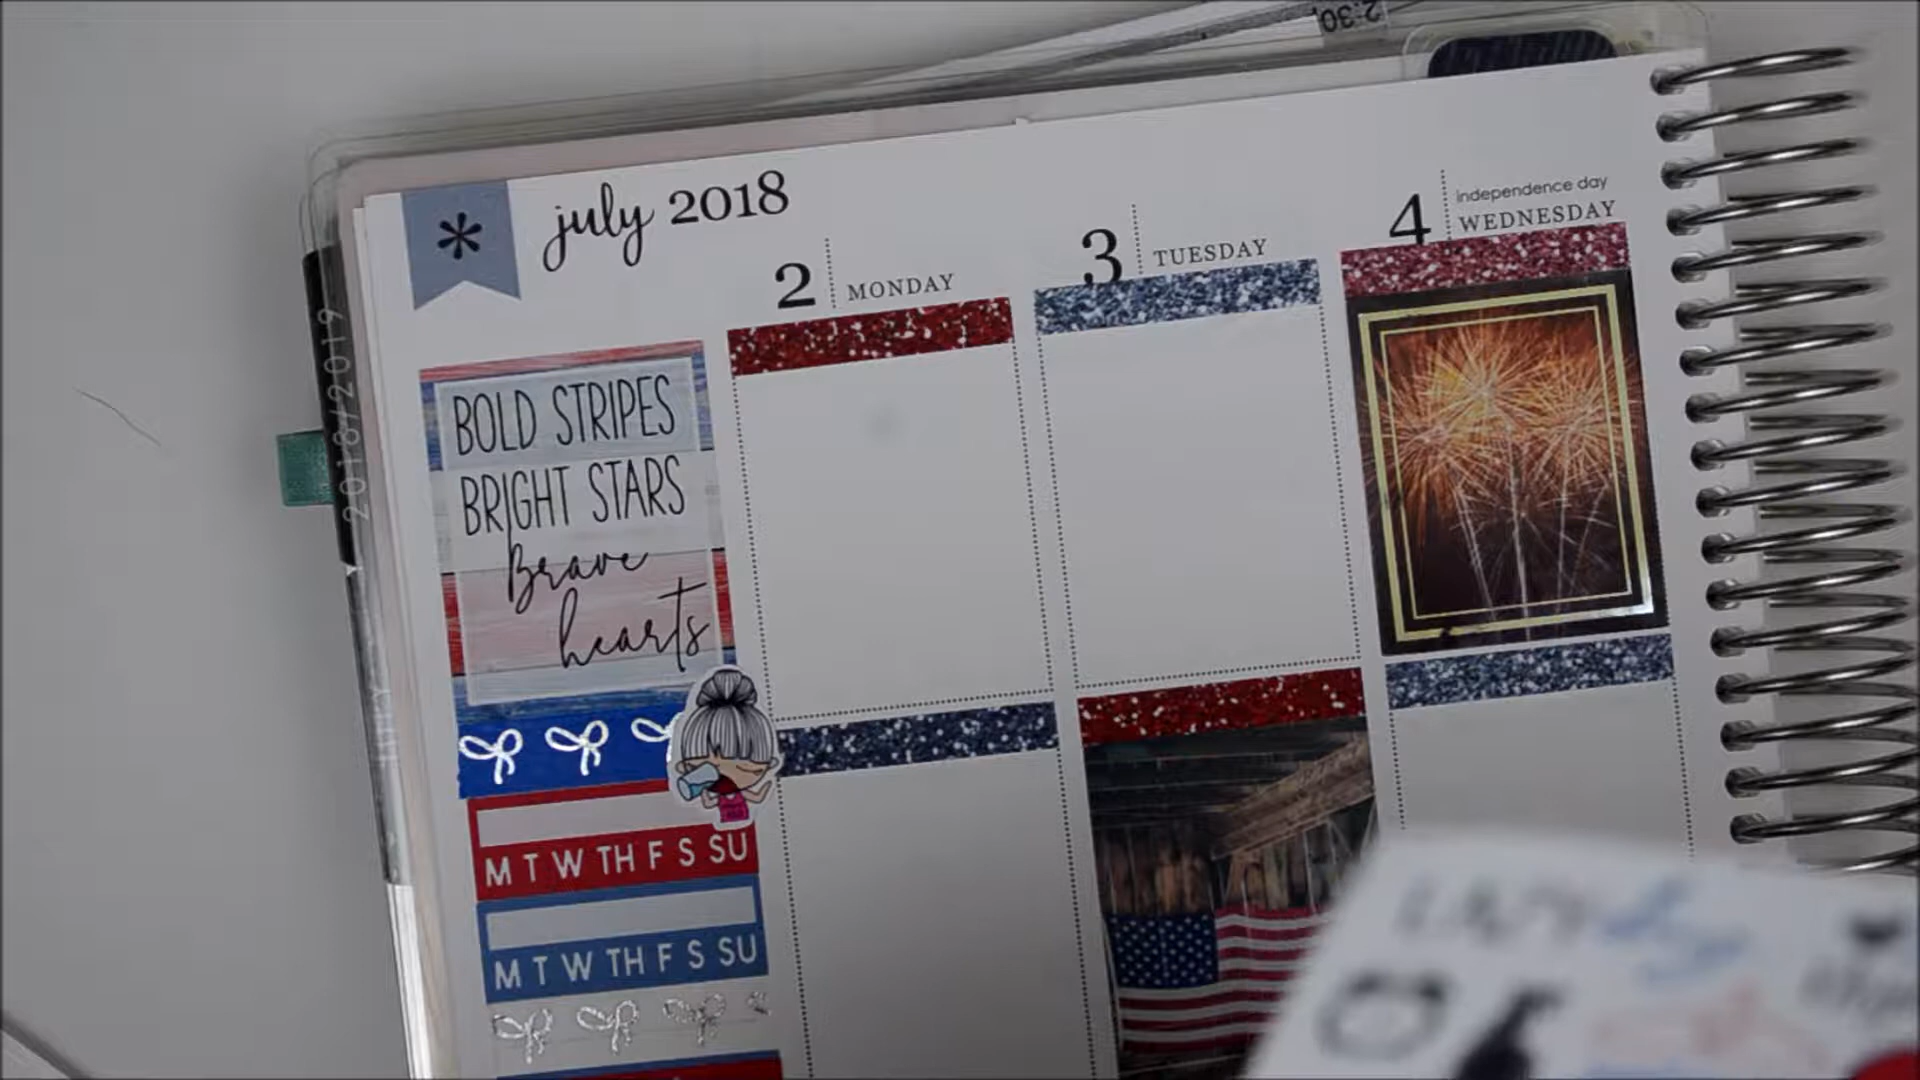 2:30
july 2018
*
2 MONDAY
3 TUESDAY
4 independence day
WEDNESDAY
2018/2019
BOLD STRIPES
BRIGHT STARS
Brave
hearts
M T W TH F S SU
M T W TH F S SU